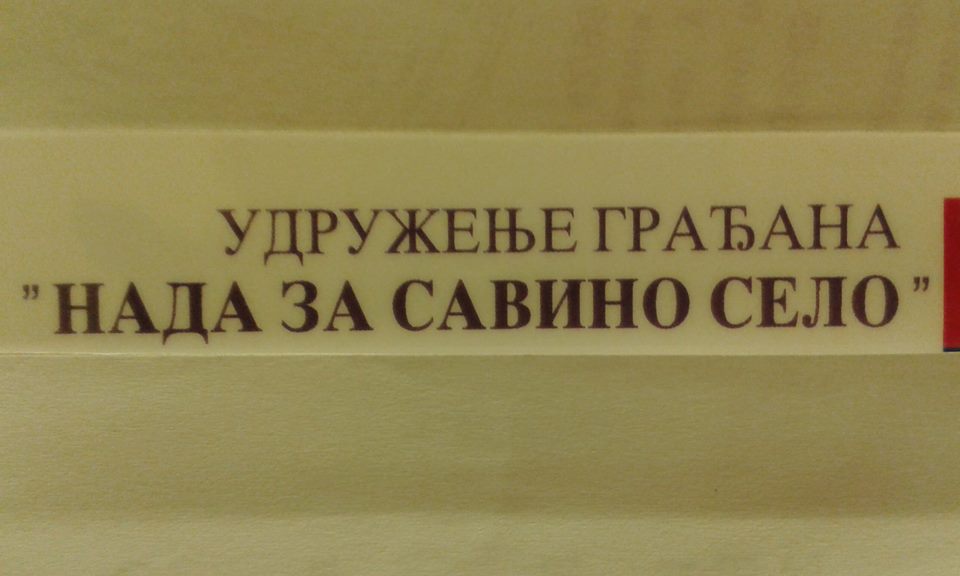 УДРУЖЕЊЕ ГРАЂАНА
” НАДА ЗА САВИНО СЕЛО ”